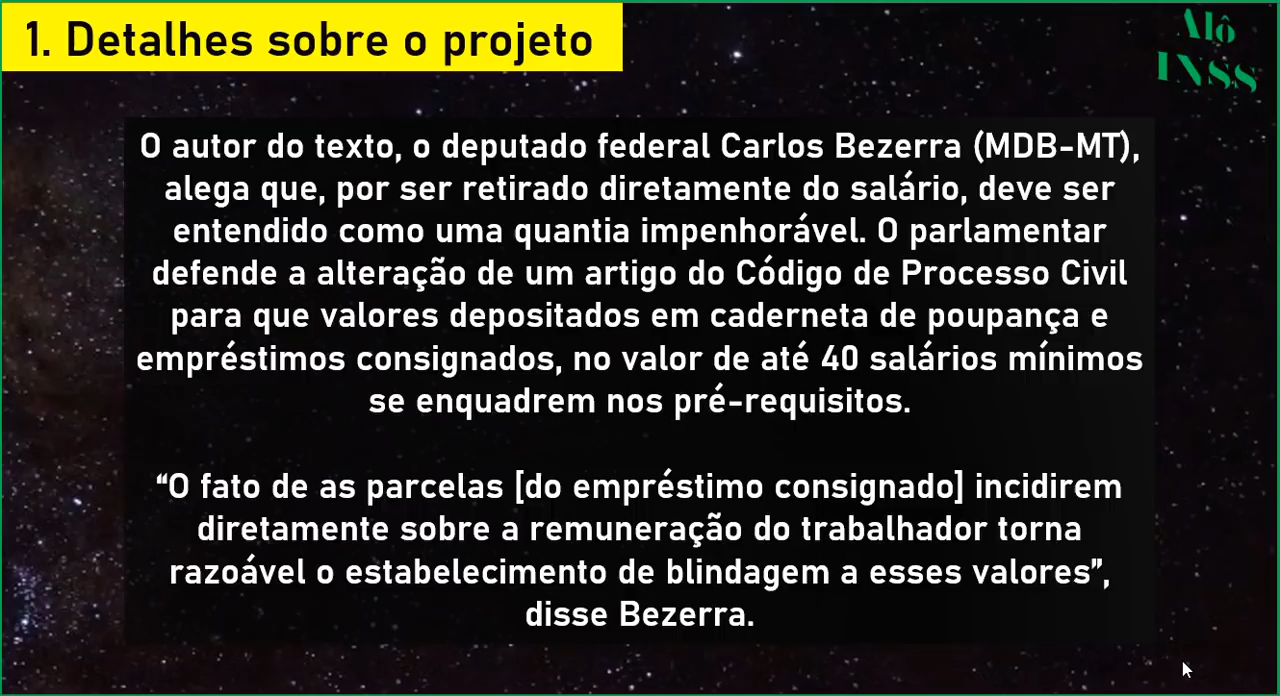 1. Detalhes sobre o projeto
Alô
INSS
O autor do texto, o deputado federal Carlos Bezerra (MDB-MT),
alega que, por ser retirado diretamente do salário, deve ser
entendido como uma quantia impenhorável. O parlamentar
defende a alteração de um artigo do Código de Processo Civil
para que valores depositados em caderneta de poupança e
empréstimos consignados, no valor de até 40 salários mínimos
se enquadrem nos pré-requisitos.
“O fato de as parcelas [do empréstimo consignado] incidirem
diretamente sobre a remuneração do trabalhador torna
razoável o estabelecimento de blindagem a esses valores”,
disse Bezerra.